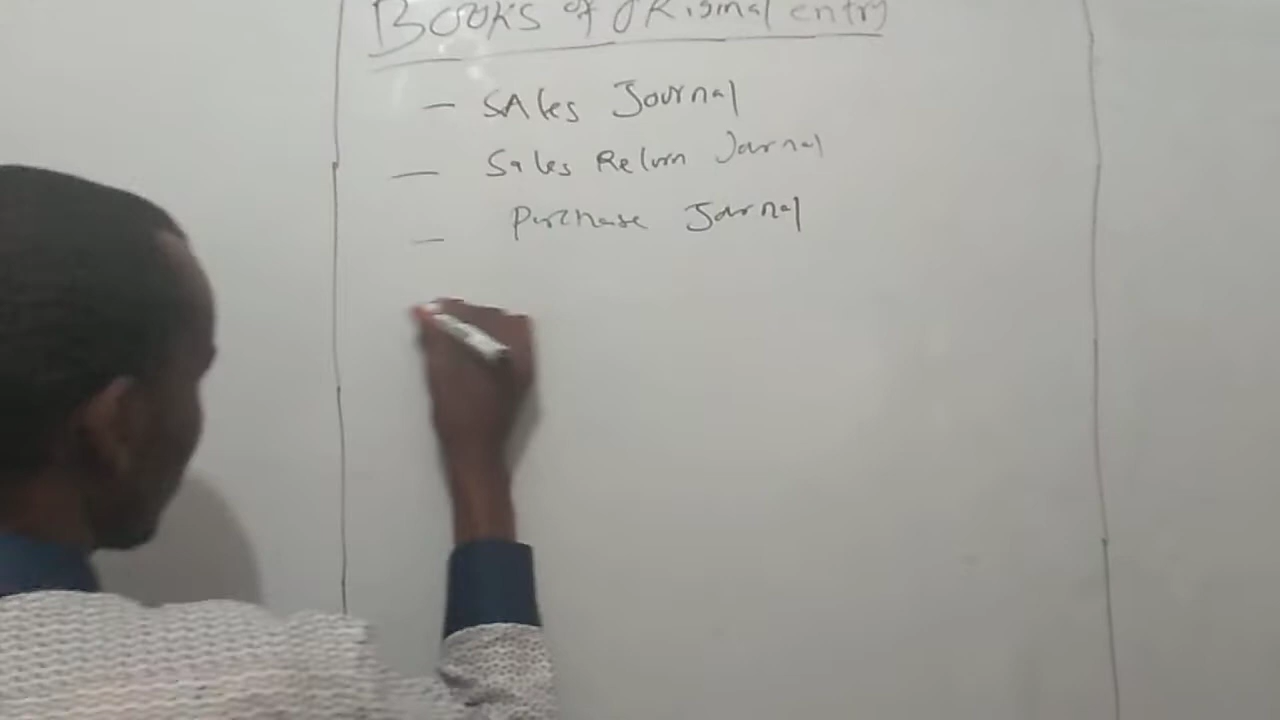 Books of Original entry
- Sales Journal
- Sales Return Journal
- Purchase Journal